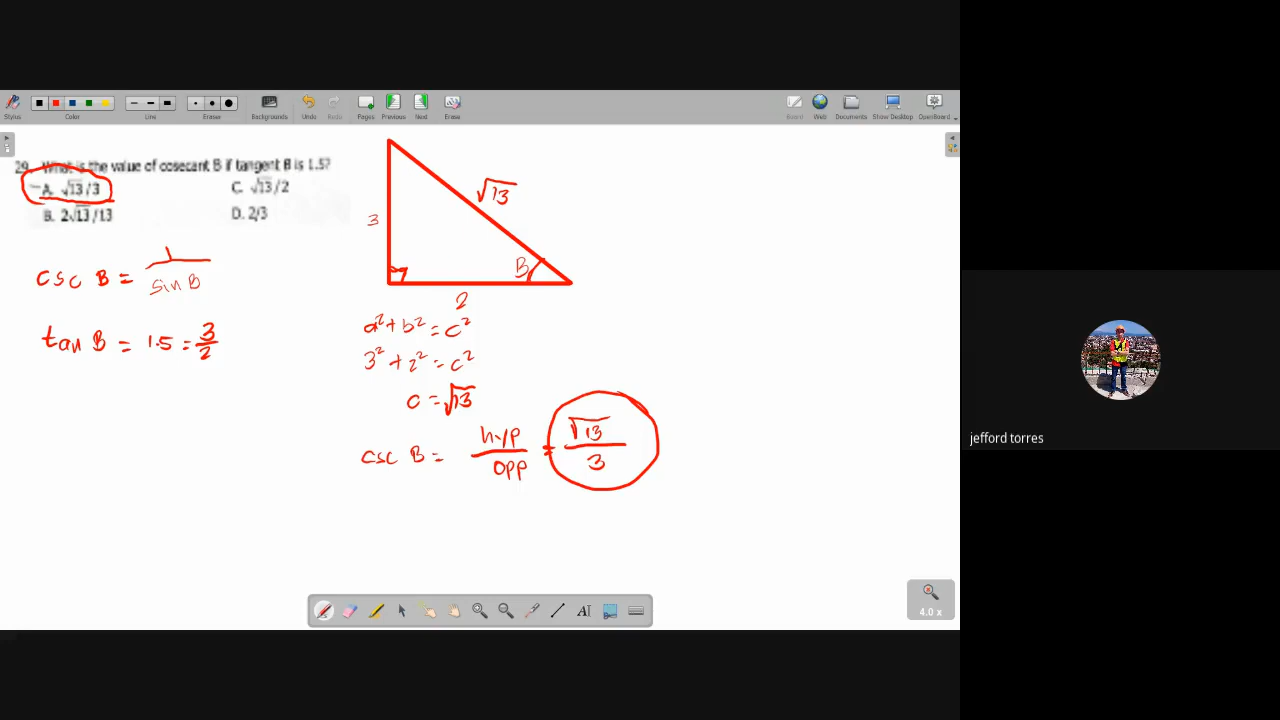 Stylus
Color
Line
Eraser
Backgrounds
Undo
Redo
Pages
Previous
Next
Erase
Board
Web
Documents
Show Desktop
OpenBoard
29. What is the value of cosecant B if tangent B is 1.5?
A. √13/3
C. √13/2
B. 2√13/13
D. 2/3
csc B = 1/sin B
tan B = 1.5 = 3/2
3
√13
B
2
a² + b² = c²
3² + 2² = c²
c = √13
csc B = hyp/opp = √13/3
4.0 x
jefford torres